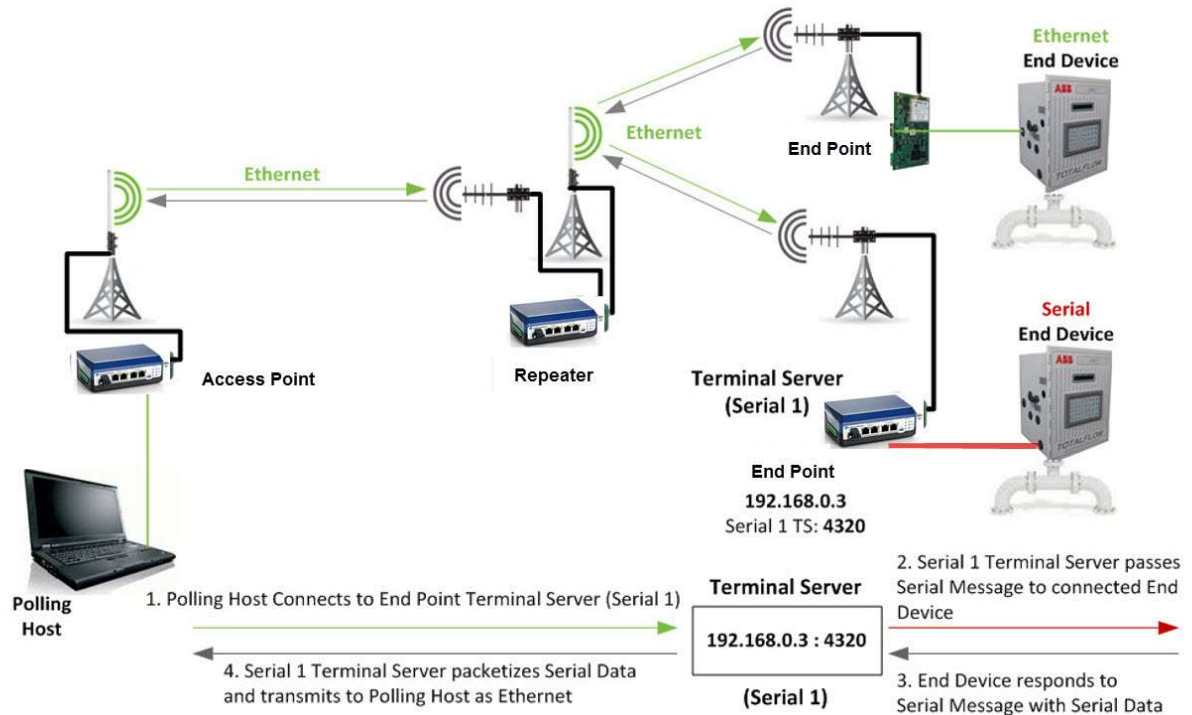 Ethernet
End Device
ABB
TOTALFLOW
End Point
Ethernet
Ethernet
Access Point
Repeater
Serial
End Device
ABB
TOTALFLOW
Terminal Server
(Serial 1)
End Point
192.168.0.3
Serial 1 TS: 4320
Polling
Host
1. Polling Host Connects to End Point Terminal Server (Serial 1)
4. Serial 1 Terminal Server packetizes Serial Data
and transmits to Polling Host as Ethernet
Terminal Server
192.168.0.3 : 4320
(Serial 1)
2. Serial 1 Terminal Server passes
Serial Message to connected End
Device
3. End Device responds to
Serial Message with Serial Data